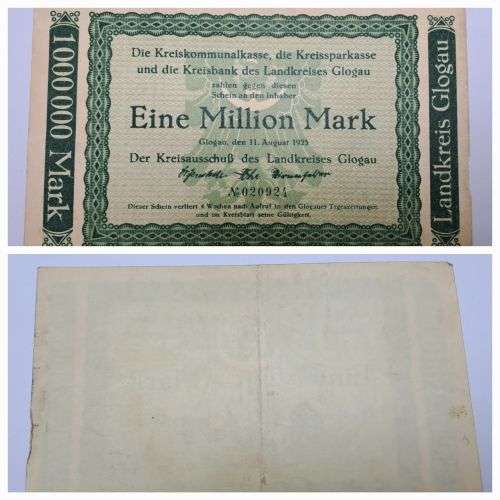 1000000 Mark
Die Kreiskommunalkasse, die Kreissparkasse
und die Kreisbank des Landkreises Glogau
zahlen gegen diesen
Schein an den Inhaber
Eine Million Mark
Glogau, den 11. August 1923
Der Kreisausschuß des Landkreises Glogau
№020924
Dieser Schein verliert 4 Wochen nach Aufruf in den Glogauer Tageszeitungen
und im Kreisblatt seine Gültigkeit.
Landkreis Glogau